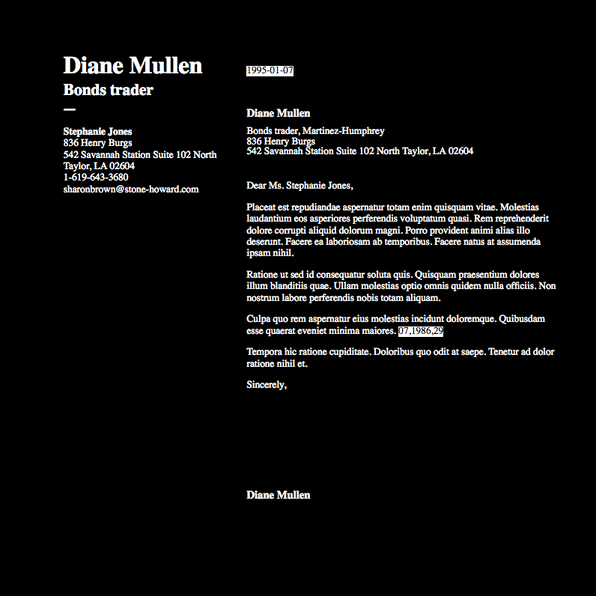 Diane Mullen
Bonds trader
Stephanie Jones
836 Henry Burgs
542 Savannah Station Suite 102 North
Taylor, LA 02604
1-619-643-3680
sharonbrown@stone-howard.com
1995-01-07
Diane Mullen
Bonds trader, Martinez-Humphrey
836 Henry Burgs
542 Savannah Station Suite 102 North Taylor, LA 02604
Dear Ms. Stephanie Jones,
Placeat est repudiandae aspernatur totam enim quisquam vitae. Molestias
laudantium eos asperiores perferendis voluptatum quasi. Rem reprehenderit
dolore corrupti aliquid dolorum magni. Porro provident animi alias illo
deserunt. Facere ea laboriosam ab temporibus. Facere natus at assumenda
ipsam nihil.
Ratione ut sed id consequatur soluta quis. Quisquam praesentium dolores
illum blanditiis quae. Ullam molestias optio omnis quidem nulla officiis. Non
nostrum labore perferendis nobis totam aliquam.
Culpa quo rem aspernatur eius molestias incidunt doloremque. Quibusdam
esse quaerat eveniet minima maiores. 07,1986,29
Tempora hic ratione cupiditate. Doloribus quo odit at saepe. Tenetur ad dolor
ratione nihil et.
Sincerely,
Diane Mullen